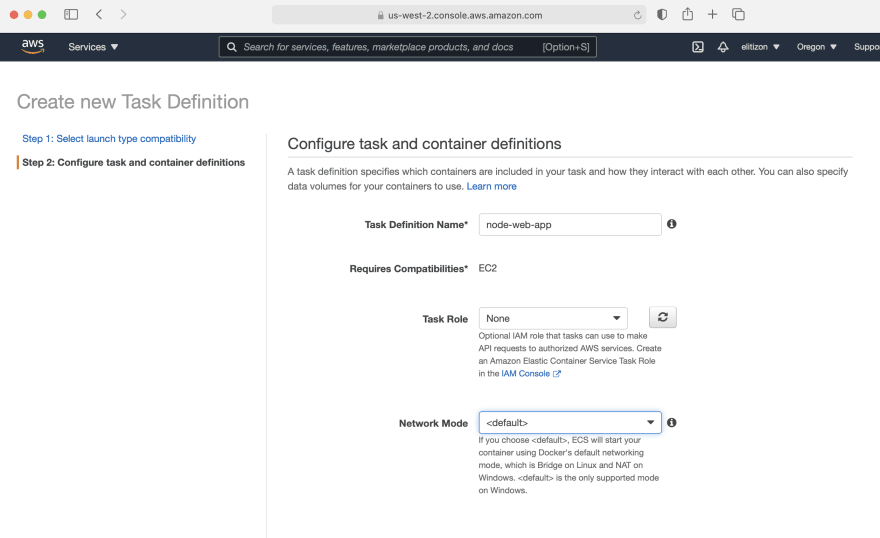 us-west-2.console.aws.amazon.com
aws
Services
Search for services, features, marketplace products, and docs [Option+S]
elitizon
Oregon
Suppo
Create new Task Definition
Step 1: Select launch type compatibility
Step 2: Configure task and container definitions
Configure task and container definitions
A task definition specifies which containers are included in your task and how they interact with each other. You can also specify
data volumes for your containers to use. Learn more
Task Definition Name*
node-web-app
Requires Compatibilities*
EC2
Task Role
None
Optional IAM role that tasks can use to make
API requests to authorized AWS services. Create
an Amazon Elastic Container Service Task Role
in the IAM Console
Network Mode
<default>
If you choose <default>, ECS will start your
container using Docker's default networking
mode, which is Bridge on Linux and NAT on
Windows. <default> is the only supported mode
on Windows.